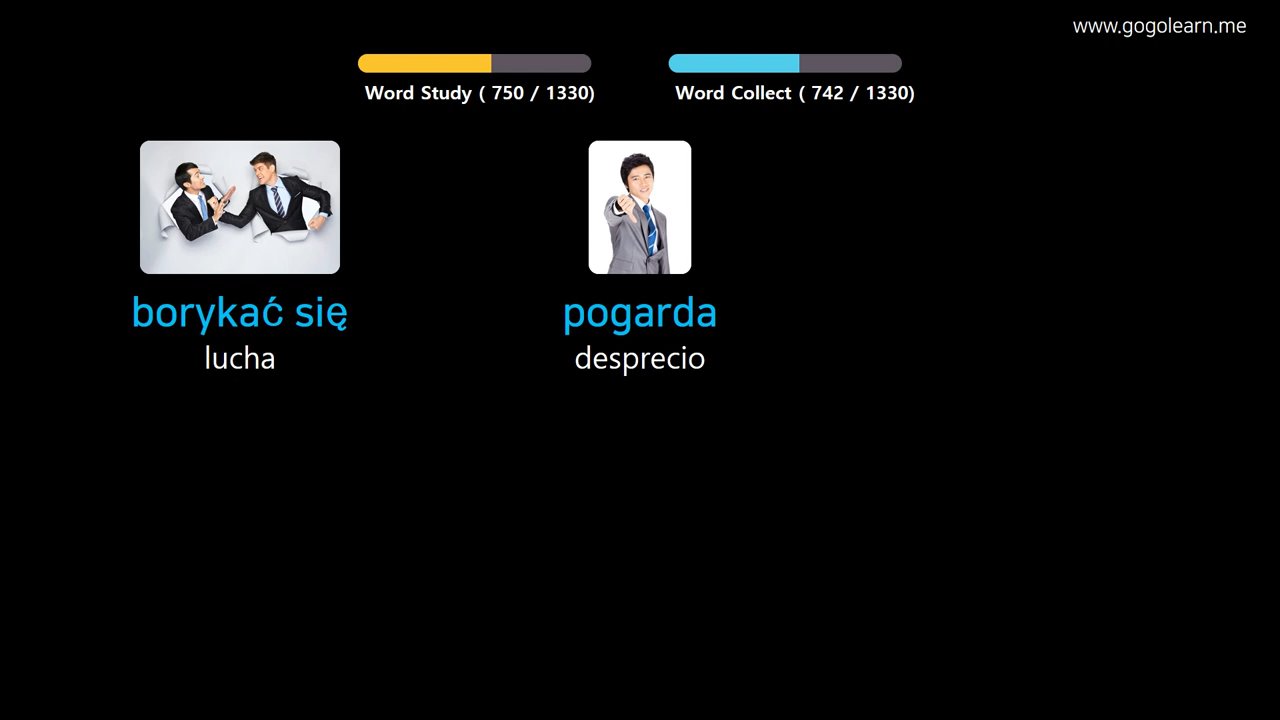 www.gogolearn.me
Word Study ( 750 / 1330)
Word Collect ( 742 / 1330)
borykać się
lucha
pogarda
desprecio